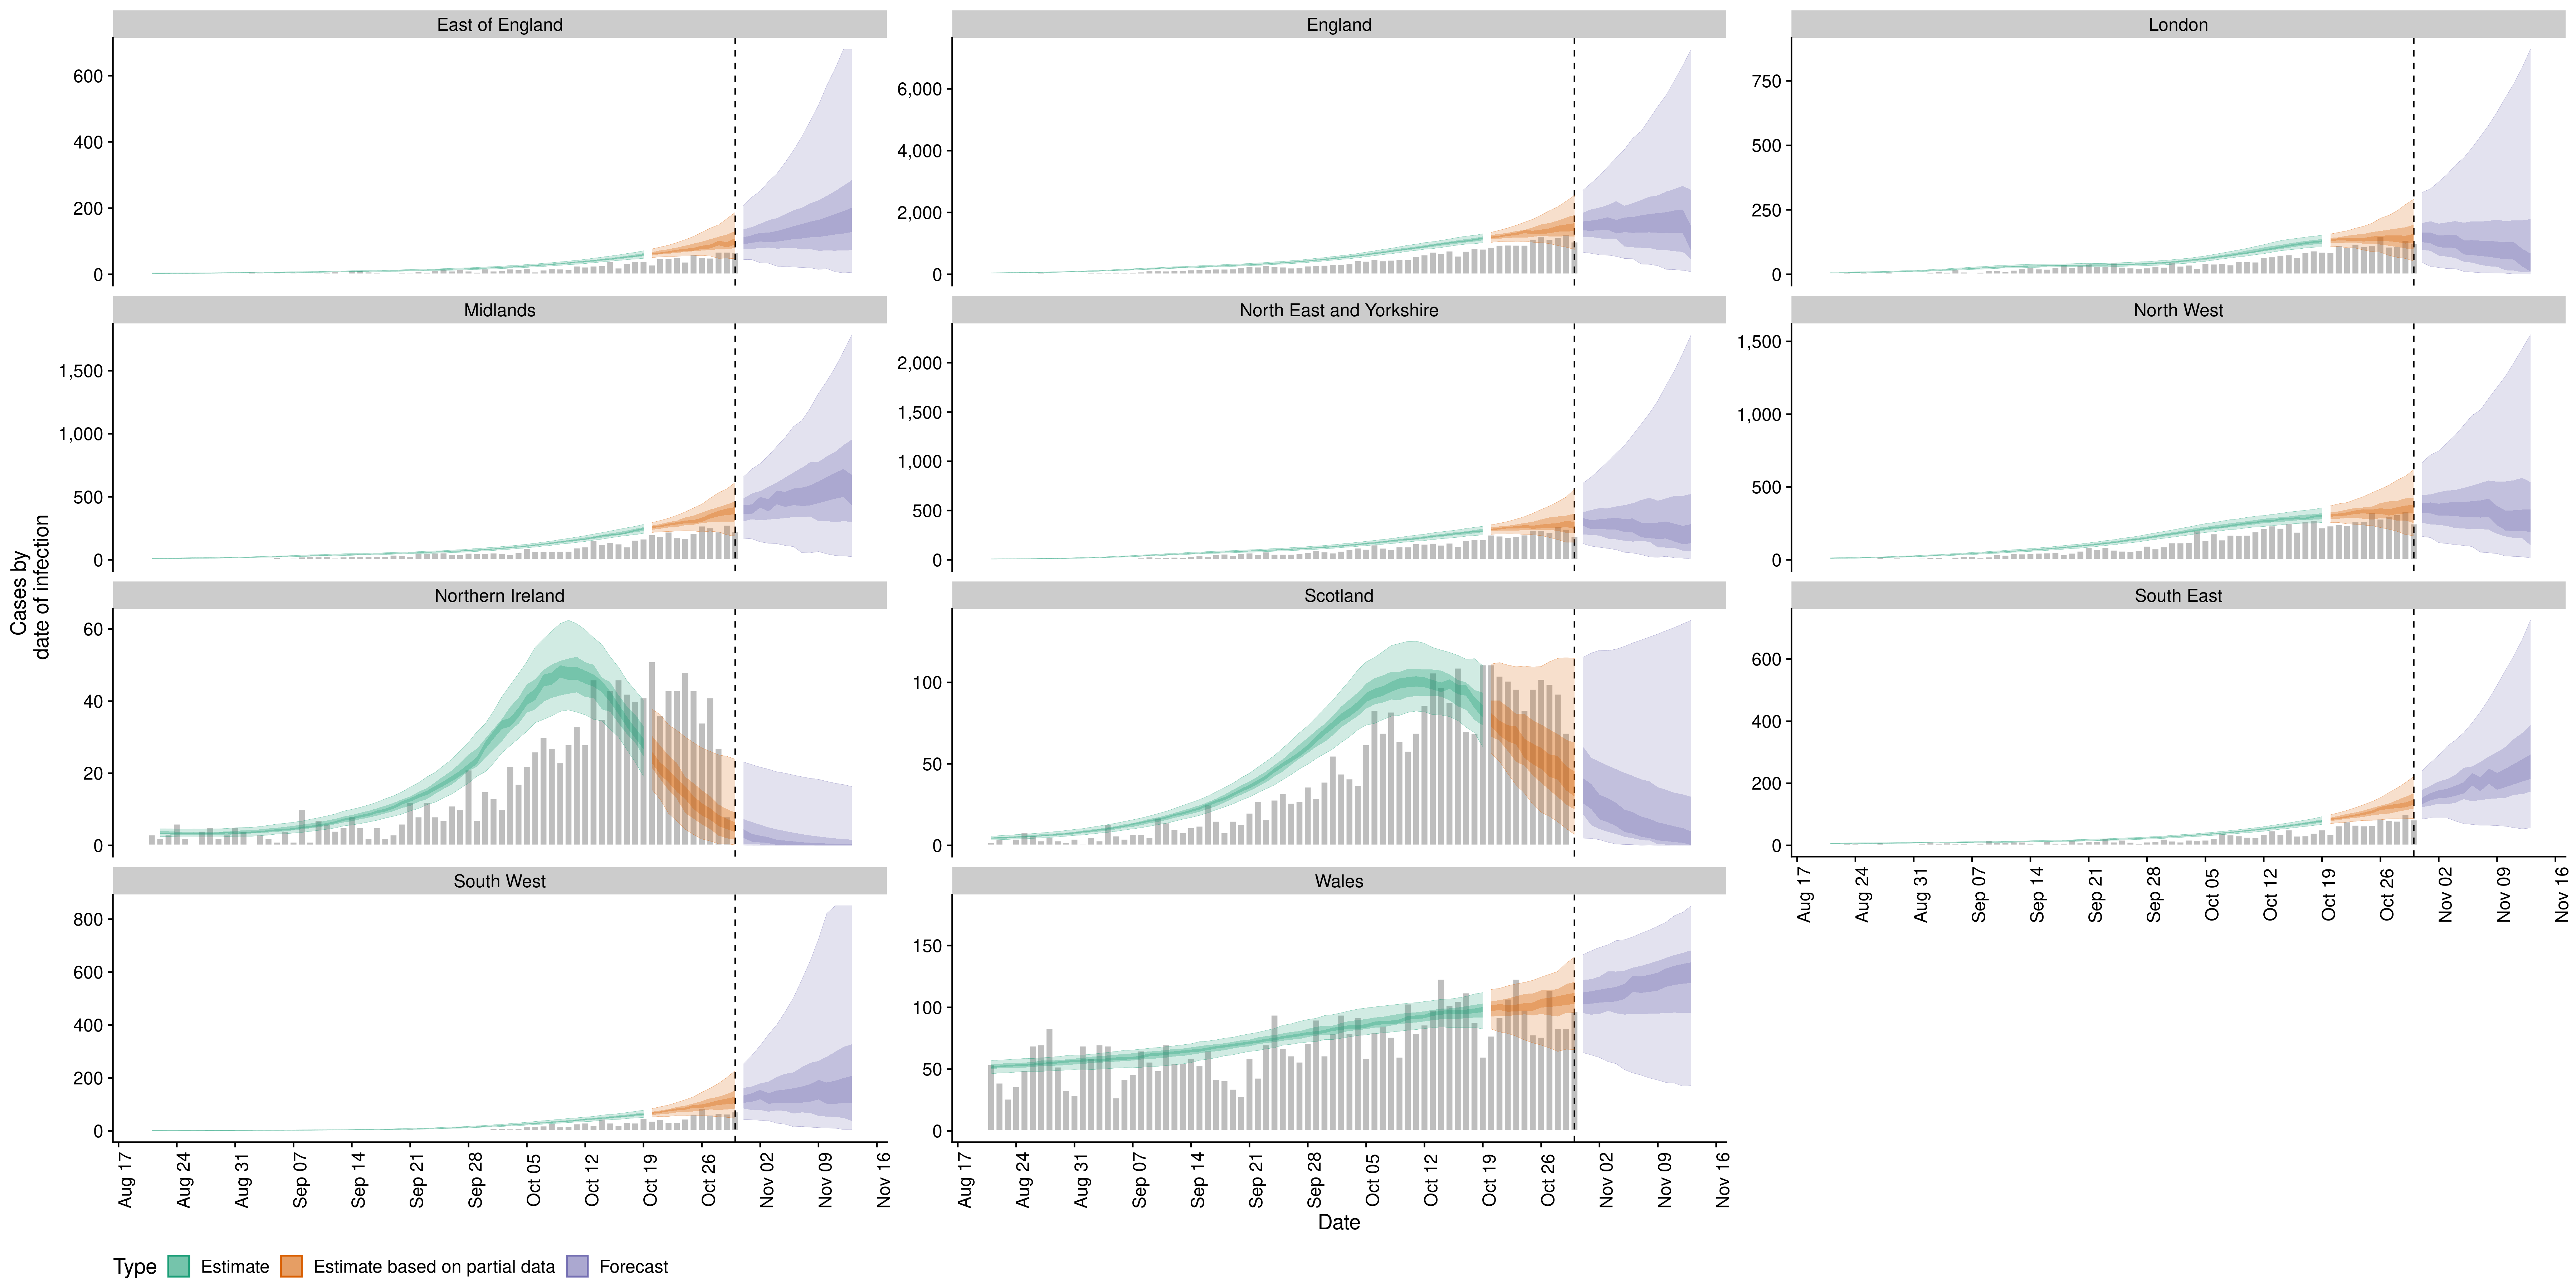 East of England
England
London
600
400
200
0
6,000
4,000
2,000
0
750
500
250
0
Midlands
North East and Yorkshire
North West
1,500
1,000
500
0
2,000
1,500
1,000
500
0
1,500
1,000
500
0
Cases by
date of infection
Northern Ireland
Scotland
South East
60
40
20
0
100
50
0
600
400
200
0
Aug 17
Aug 24
Aug 31
Sep 07
Sep 14
Sep 21
Sep 28
Oct 05
Oct 12
Oct 19
Oct 26
Nov 02
Nov 09
Nov 16
South West
Wales
800
600
400
200
0
150
100
50
0
Aug 17
Aug 24
Aug 31
Sep 07
Sep 14
Sep 21
Sep 28
Oct 05
Oct 12
Oct 19
Oct 26
Nov 02
Nov 09
Nov 16
Aug 17
Aug 24
Aug 31
Sep 07
Sep 14
Sep 21
Sep 28
Oct 05
Oct 12
Oct 19
Oct 26
Nov 02
Nov 09
Nov 16
Date
Type Estimate Estimate based on partial data Forecast